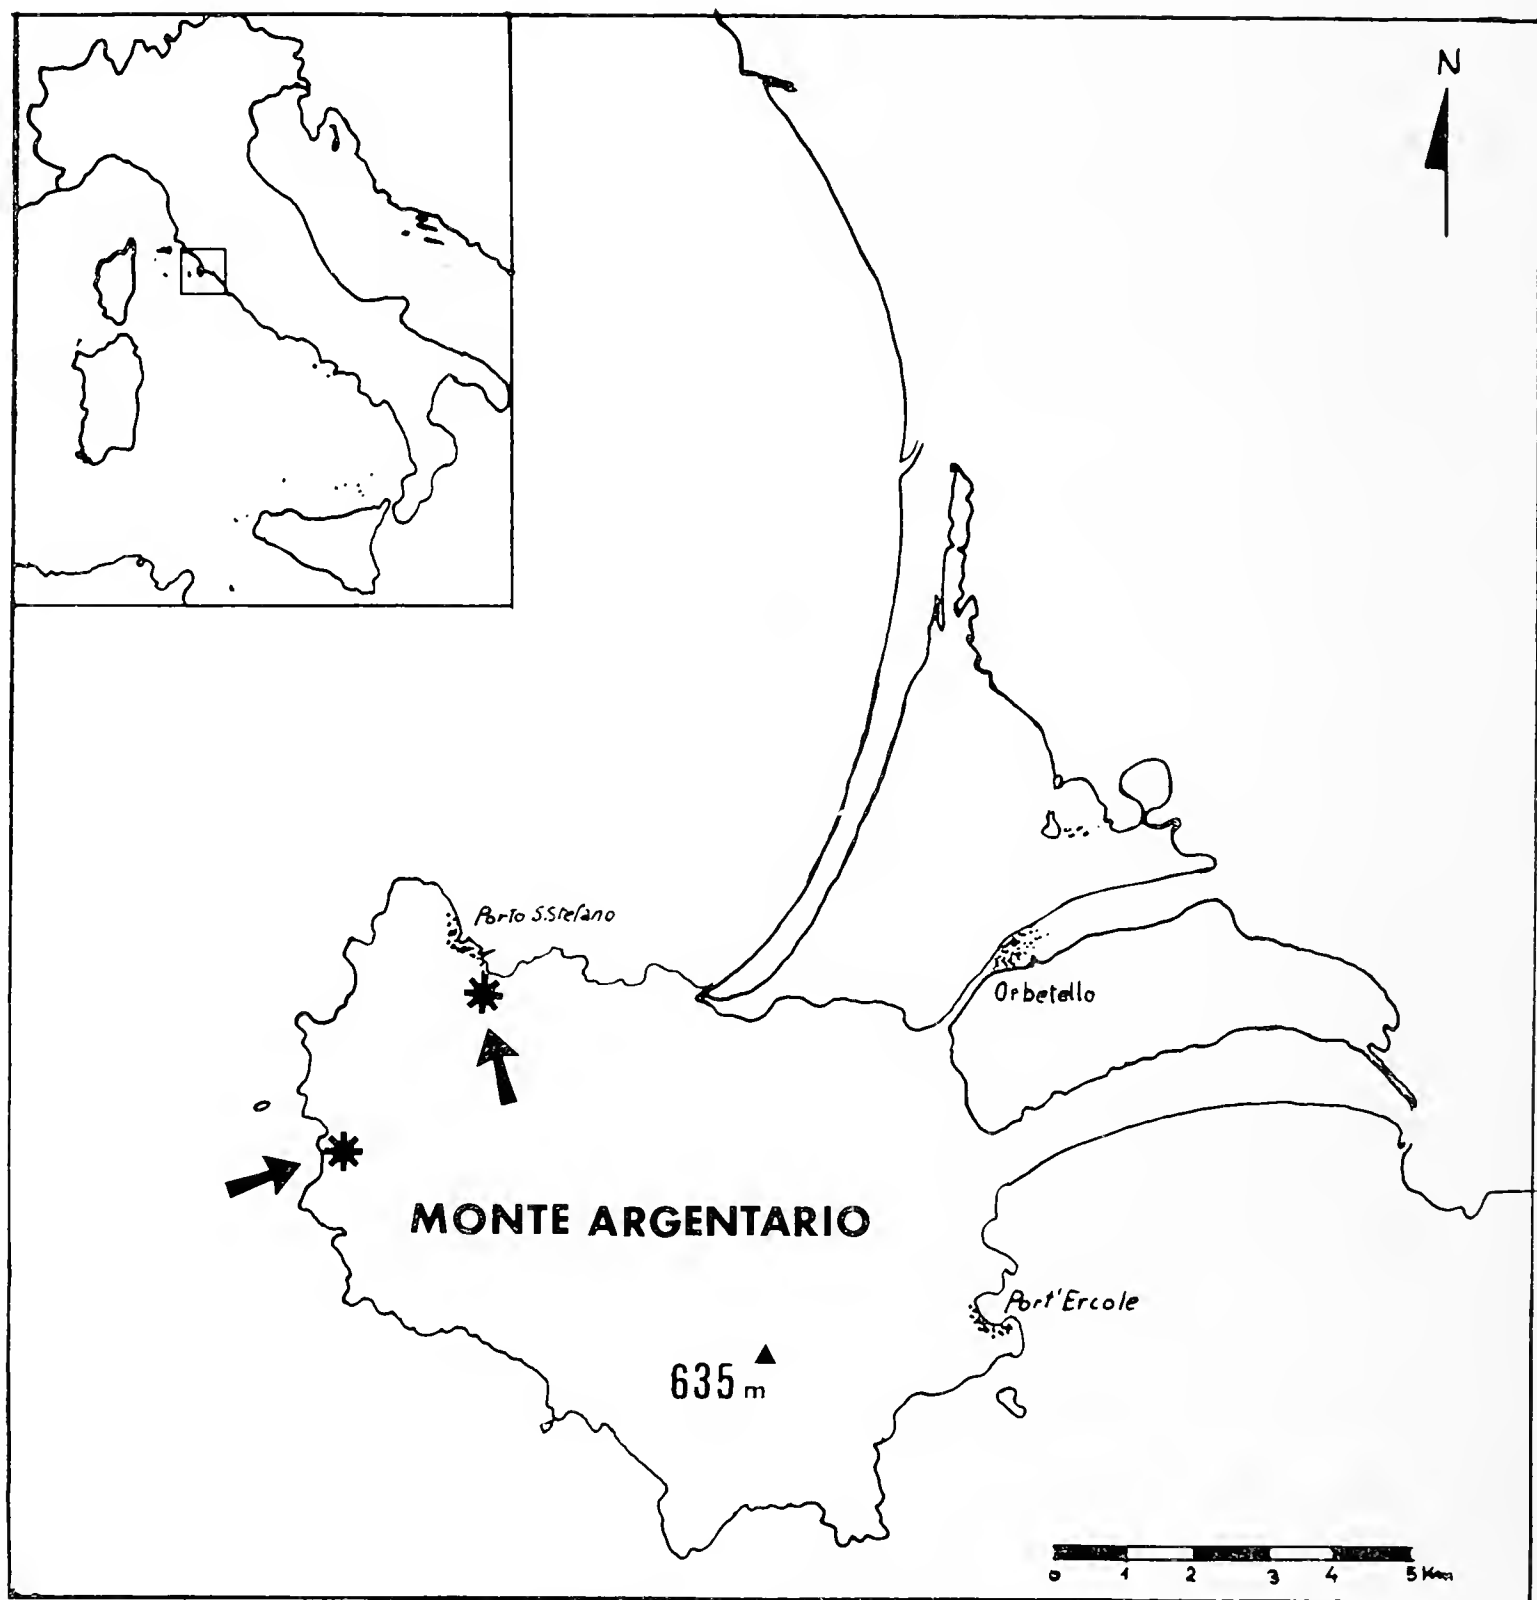 N
Porto S.Stefano
Orbetello
MONTE ARGENTARIO
Port'Ercole
635 m
0 1 2 3 4 5 Km